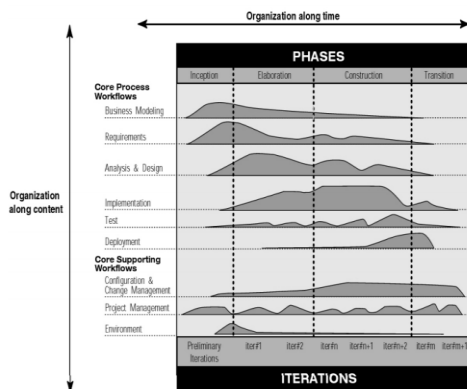 Organization along time
PHASES
Inception Elaboration Construction Transition
Core Process
Workflows
Business Modeling
Requirements
Analysis & Design
Organization
along content
Implementation
Test
Deployment
Core Supporting
Workflows
Configuration &
Change Management
Project Management
Environment
Preliminary
Iterations
iter#1 iter#2 iter#n iter#n+1 iter#n+2 iter#m iter#m+1
ITERATIONS